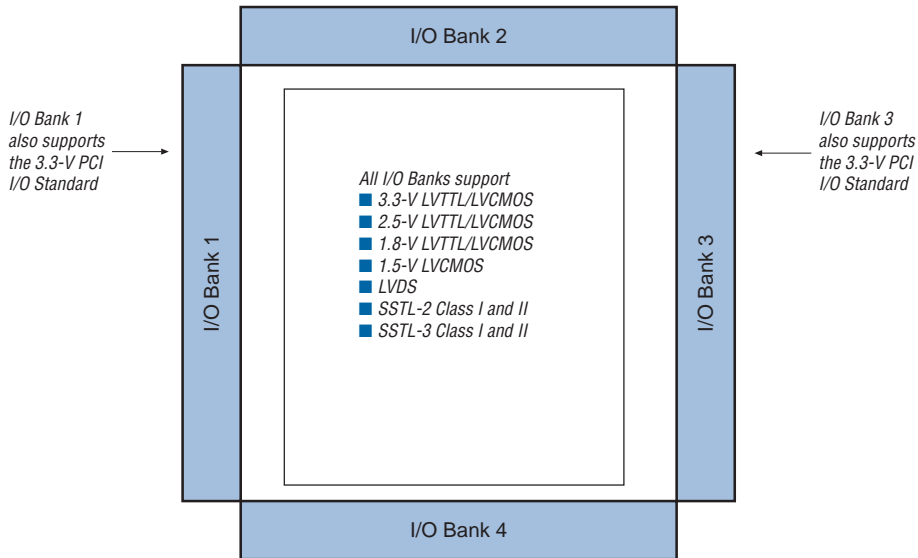 I/O Bank 2
I/O Bank 1
also supports
the 3.3-V PCI
I/O Standard
I/O Bank 3
also supports
the 3.3-V PCI
I/O Standard
All I/O Banks support
■ 3.3-V LVTTL/LVCMOS
■ 2.5-V LVTTL/LVCMOS
■ 1.8-V LVTTL/LVCMOS
■ 1.5-V LVCMOS
■ LVDS
■ SSTL-2 Class I and II
■ SSTL-3 Class I and II
I/O Bank 1
I/O Bank 3
I/O Bank 4